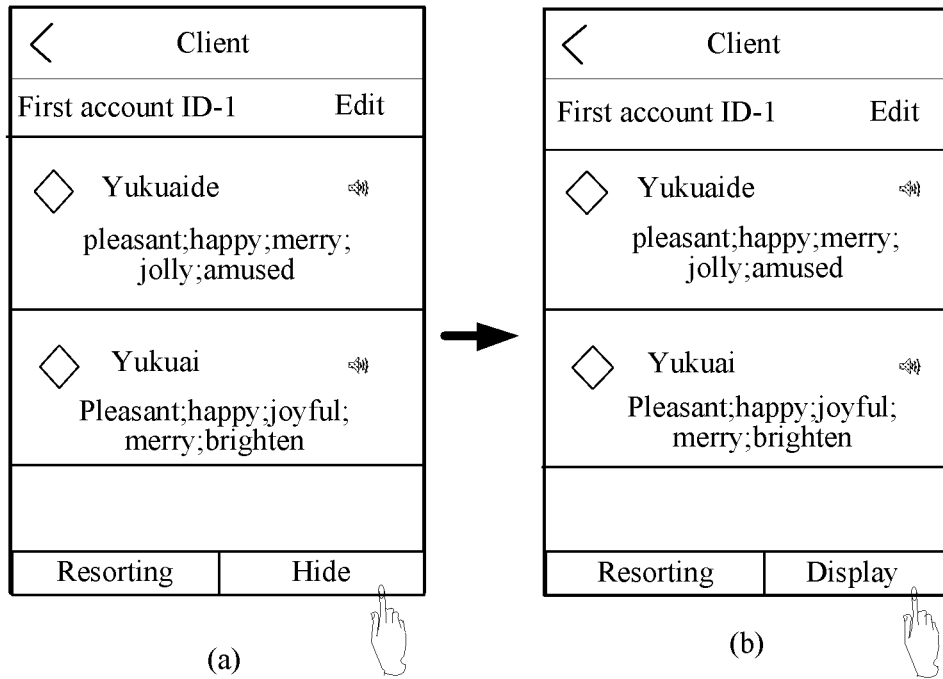 Client
First account ID-1 Edit
Yukuaide
pleasant;happy;merry;
jolly;amused
Yukuai
Pleasant;happy;joyful;
merry;brighten
Resorting Hide
(a)
Client
First account ID-1 Edit
Yukuaide
pleasant;happy;merry;
jolly;amused
Yukuai
Pleasant;happy;joyful;
merry;brighten
Resorting Display
(b)